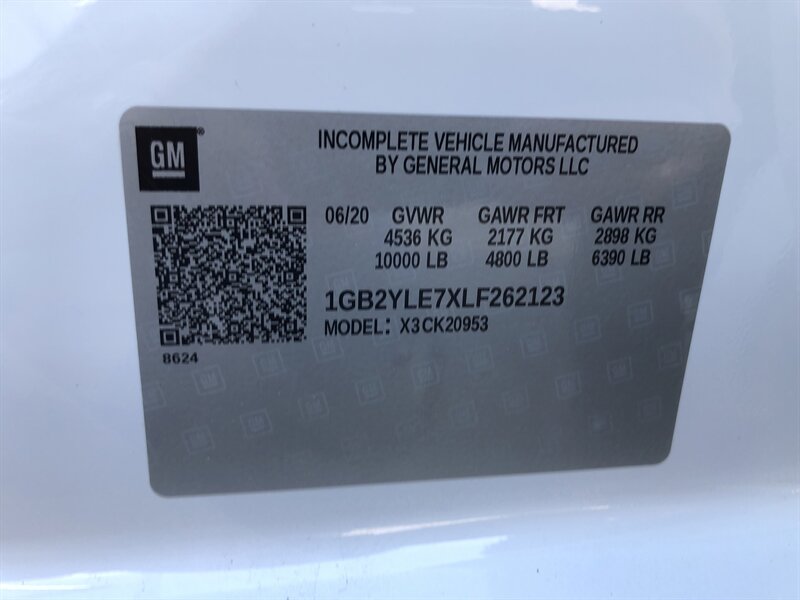 GM®
INCOMPLETE VEHICLE MANUFACTURED
BY GENERAL MOTORS LLC
06/20 GVWR GAWR FRT GAWR RR
4536 KG 2177 KG 2898 KG
10000 LB 4800 LB 6390 LB
1GB2YLE7XLF262123
MODEL: X3CK20953
8624